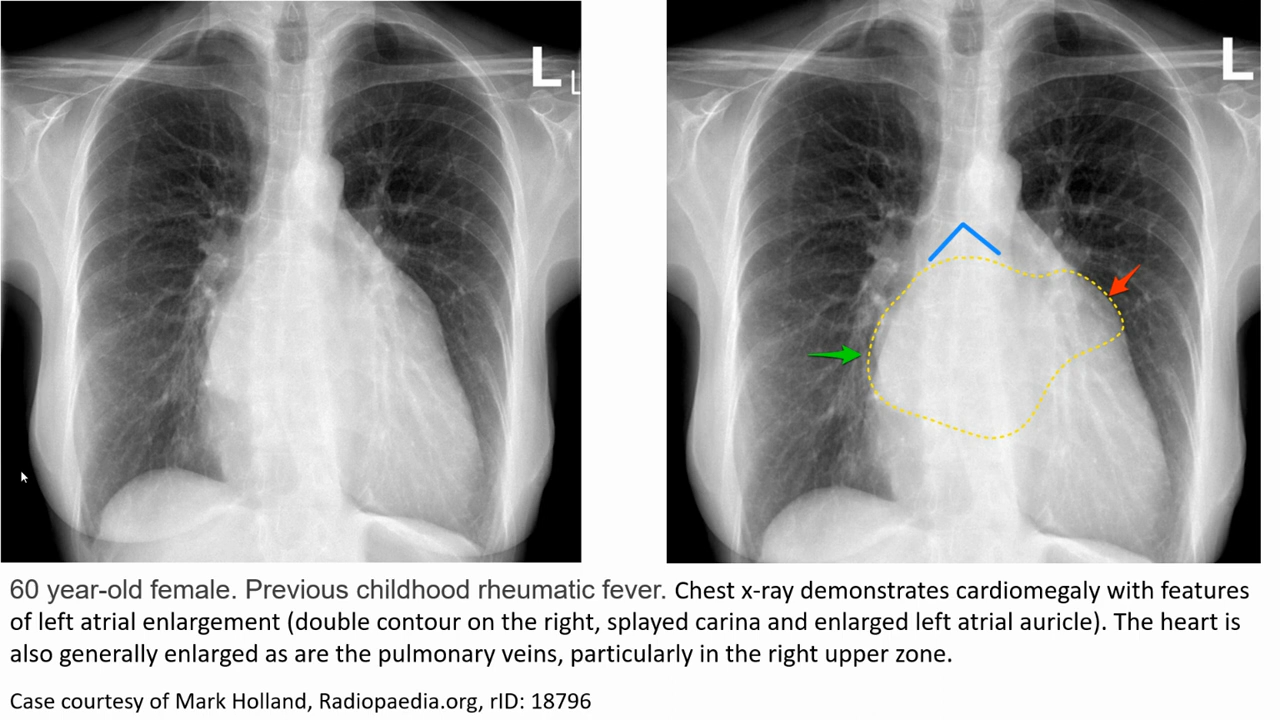 L
L
L
60 year-old female. Previous childhood rheumatic fever. Chest x-ray demonstrates cardiomegaly with features
of left atrial enlargement (double contour on the right, splayed carina and enlarged left atrial auricle). The heart is
also generally enlarged as are the pulmonary veins, particularly in the right upper zone.
Case courtesy of Mark Holland, Radiopaedia.org, rID: 18796